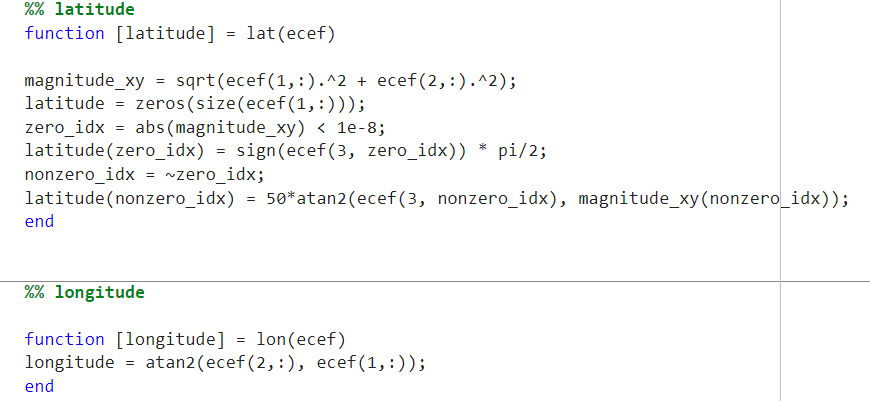 %% latitude
function [latitude] = lat(ecef)
magnitude_xy = sqrt(ecef(1,:).^2 + ecef(2,:).^2);
latitude = zeros(size(ecef(1,:)));
zero_idx = abs(magnitude_xy) < 1e-8;
latitude(zero_idx) = sign(ecef(3, zero_idx)) * pi/2;
nonzero_idx = ~zero_idx;
latitude(nonzero_idx) = 50*atan2(ecef(3, nonzero_idx), magnitude_xy(nonzero_idx));
end
%% longitude
function [longitude] = lon(ecef)
longitude = atan2(ecef(2,:), ecef(1,:));
end